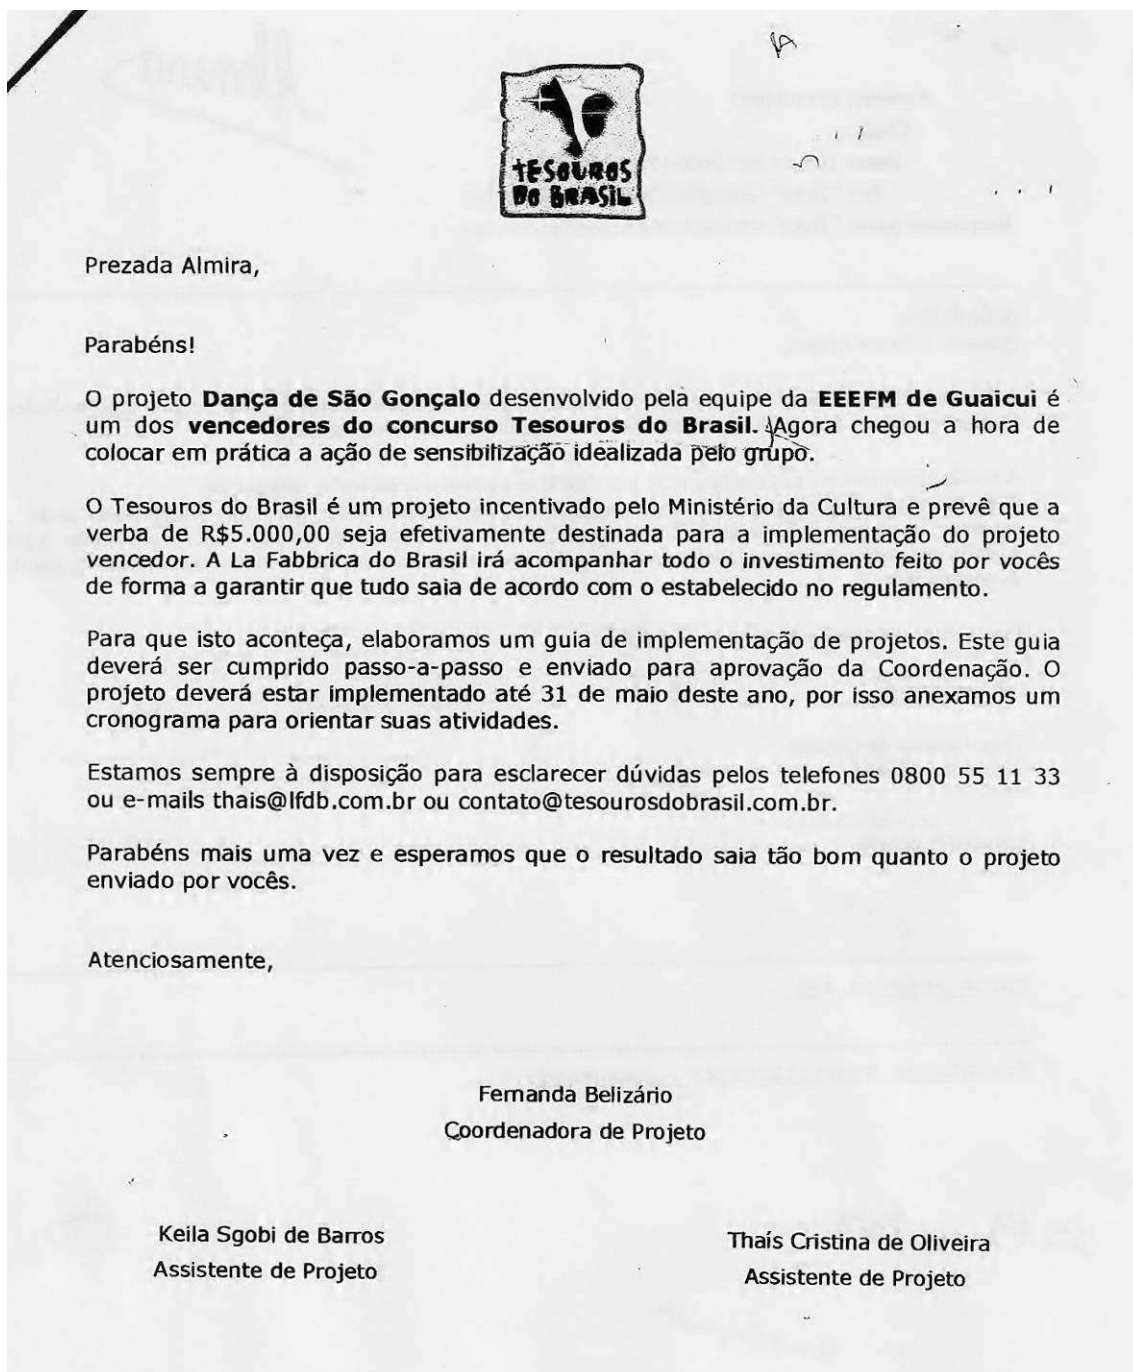 TESOUROS
DO BRASIL
Prezada Almira,
Parabéns!
O projeto Dança de São Gonçalo desenvolvido pela equipe da EEEFM de Guaicui é
um dos vencedores do concurso Tesouros do Brasil. Agora chegou a hora de
colocar em prática a ação de sensibilização idealizada pelo grupo.
O Tesouros do Brasil é um projeto incentivado pelo Ministério da Cultura e prevê que a
verba de R$5.000,00 seja efetivamente destinada para a implementação do projeto
vencedor. A La Fabbrica do Brasil irá acompanhar todo o investimento feito por vocês
de forma a garantir que tudo saia de acordo com o estabelecido no regulamento.
Para que isto aconteça, elaboramos um guia de implementação de projetos. Este guia
deverá ser cumprido passo-a-passo e enviado para aprovação da Coordenação. O
projeto deverá estar implementado até 31 de maio deste ano, por isso anexamos um
cronograma para orientar suas atividades.
Estamos sempre à disposição para esclarecer dúvidas pelos telefones 0800 55 11 33
ou e-mails thais@lfdb.com.br ou contato@tesourosdobrasil.com.br.
Parabéns mais uma vez e esperamos que o resultado saia tão bom quanto o projeto
enviado por vocês.
Atenciosamente,
Fernanda Belizário
Coordenadora de Projeto
Keila Sgobi de Barros
Assistente de Projeto
Thaís Cristina de Oliveira
Assistente de Projeto